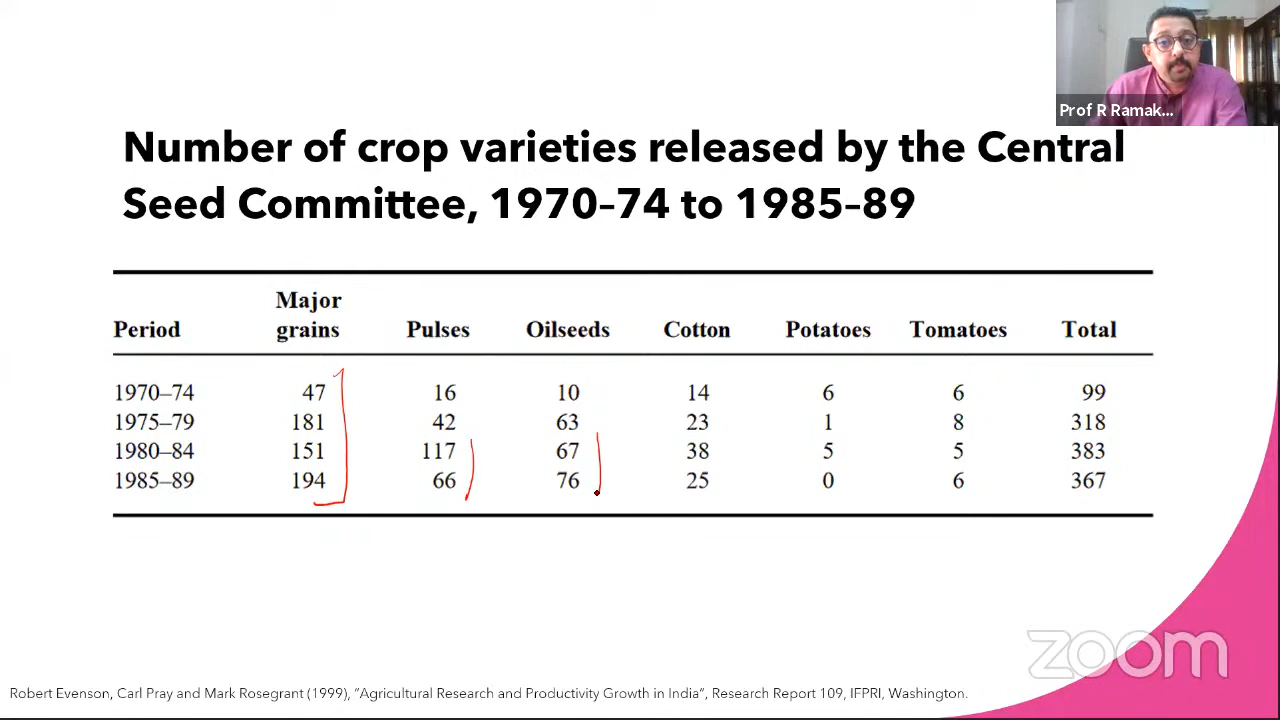 Prof R Ramak...
Number of crop varieties released by the Central
Seed Committee, 1970–74 to 1985–89
Major
Period grains Pulses Oilseeds Cotton Potatoes Tomatoes Total
1970–74 47 16 10 14 6 6 99
1975–79 181 42 63 23 1 8 318
1980–84 151 117 67 38 5 5 383
1985–89 194 66 76 25 0 6 367
zoom
Robert Evenson, Carl Pray and Mark Rosegrant (1999), “Agricultural Research and Productivity Growth in India”, Research Report 109, IFPRI, Washington.